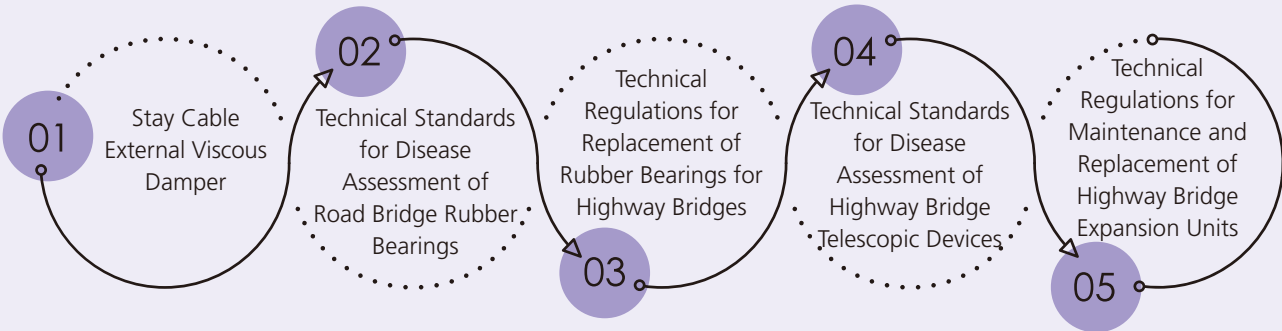 01
Stay Cable
External Viscous
Damper
02
Technical Standards
for Disease
Assessment of
Road Bridge Rubber
Bearings
03
Technical
Regulations for
Replacement of
Rubber Bearings for
Highway Bridges
04
Technical Standards
for Disease
Assessment of
Highway Bridge
Telescopic Devices
05
Technical
Regulations for
Maintenance and
Replacement of
Highway Bridge
Expansion Units